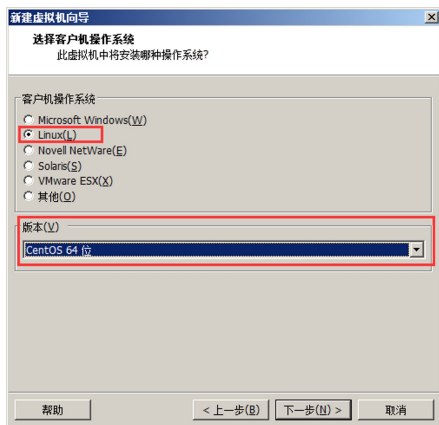 新建虚拟机向导
选择客户机操作系统
此虚拟机中将安装哪种操作系统?
客户机操作系统
Microsoft Windows(W)
Linux(L)
Novell NetWare(E)
Solaris(S)
VMware ESX(X)
其他(O)
版本(V)
CentOS 64 位
帮助
< 上一步(B)
下一步(N) >
取消